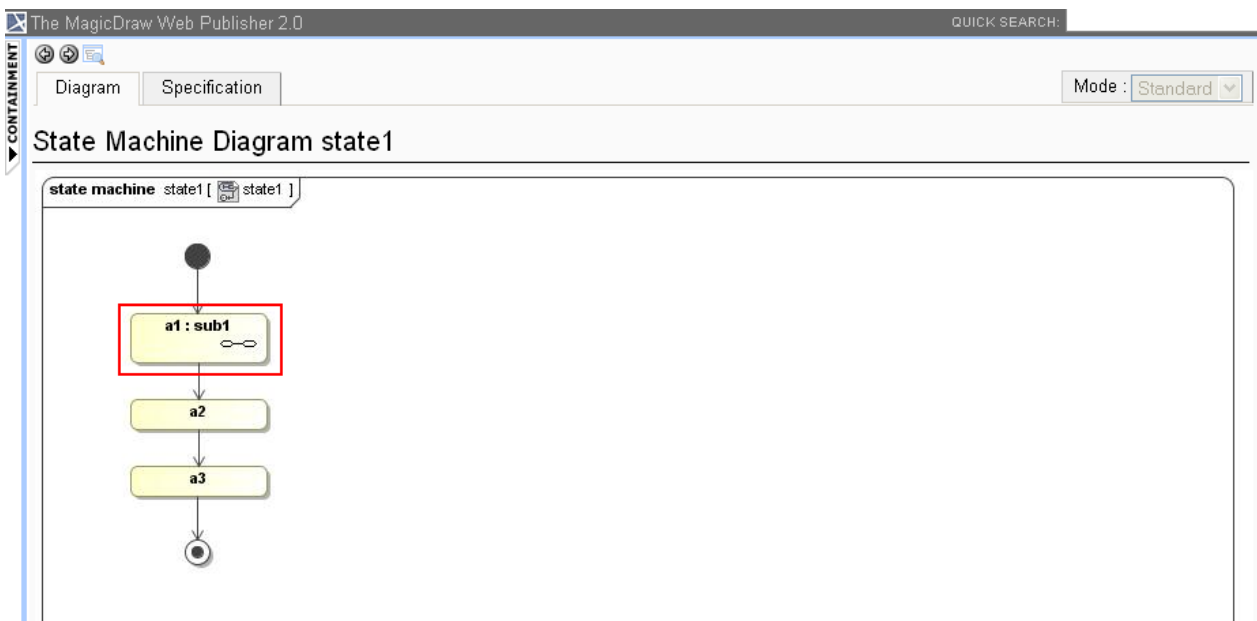 The MagicDraw Web Publisher 2.0 QUICK SEARCH:
CONTAINMENT
Diagram Specification Mode : Standard
State Machine Diagram state1
state machine state1 [ state1 ]
a1 : sub1
a2
a3